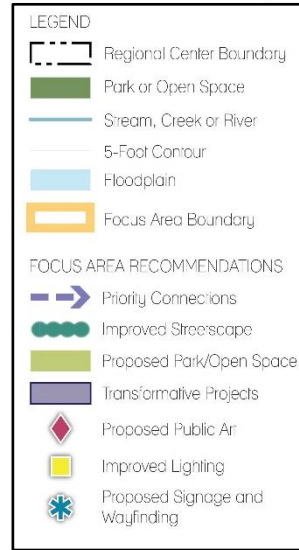 LEGEND
Regional Center Boundary
Park or Open Space
Stream, Creek or River
5-Foot Contour
Floodplain
Focus Area Boundary
FOCUS AREA RECOMMENDATIONS
Priority Connections
Improved Streetscape
Proposed Park/Open Space
Transformative Projects
Proposed Public Art
Improved Lighting
Proposed Signage and
Wayfinding